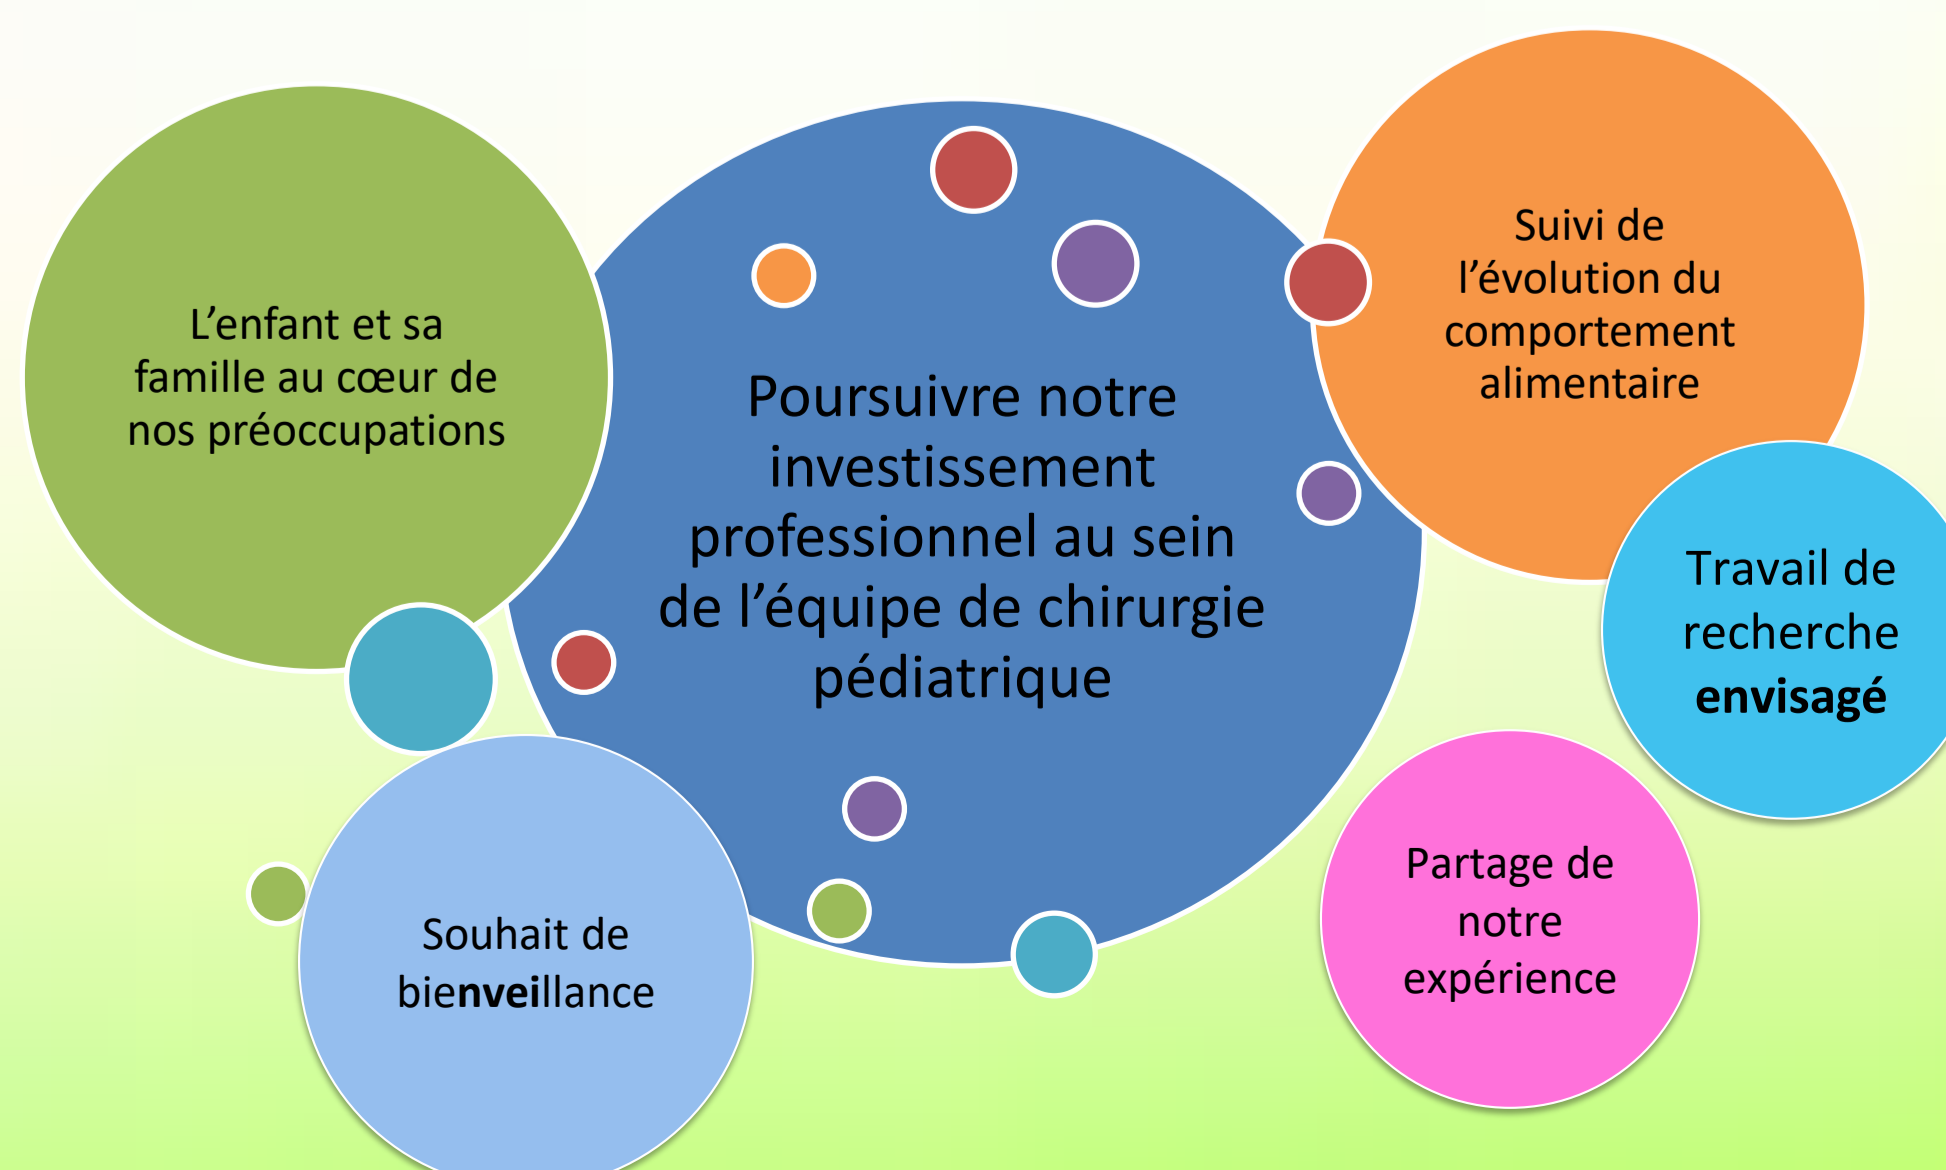 L’enfant et sa
famille au cœur de
nos préoccupations
Poursuivre notre
investissement
professionnel au sein
de l’équipe de chirurgie
pédiatrique
Suivi de
l’évolution du
comportement
alimentaire
Travail de
recherche
envisagé
Partage de
notre
expérience
Souhait de
bienveillance